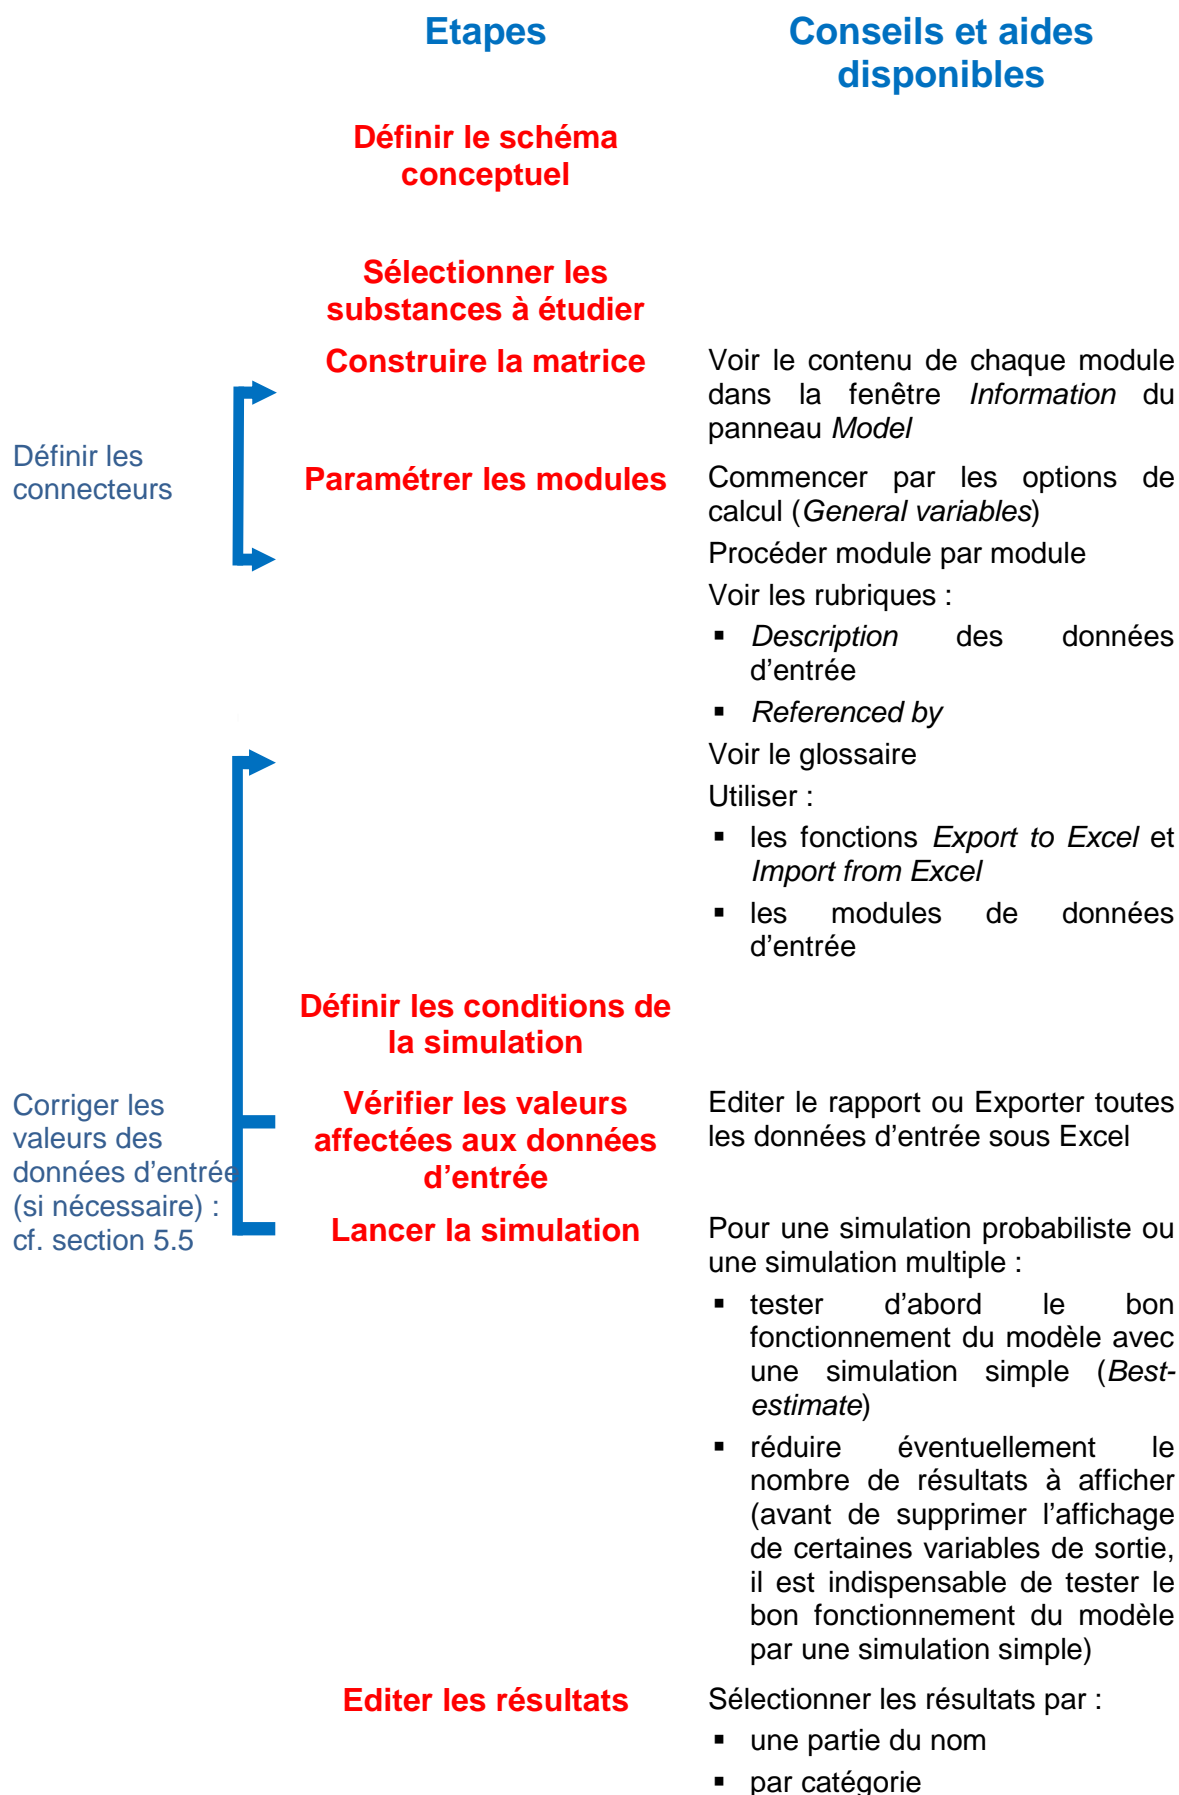 Etapes
Conseils et aides
disponibles
Définir le schéma
conceptuel
Sélectionner les
substances à étudier
Construire la matrice
Voir le contenu de chaque module
dans la fenêtre Information du
panneau Model
Définir les
connecteurs
Paramétrer les modules
Commencer par les options de
calcul (General variables)
Procéder module par module
Voir les rubriques :
▪ Description des données
d’entrée
▪ Referenced by
Voir le glossaire
Utiliser :
▪ les fonctions Export to Excel et
Import from Excel
▪ les modules de données
d’entrée
Définir les conditions de
la simulation
Corriger les
valeurs des
données d’entrée
(si nécessaire) :
cf. section 5.5
Vérifier les valeurs
affectées aux données
d’entrée
Editer le rapport ou Exporter toutes
les données d’entrée sous Excel
Lancer la simulation
Pour une simulation probabiliste ou
une simulation multiple :
▪ tester d’abord le bon
fonctionnement du modèle avec
une simulation simple (Best-
estimate)
▪ réduire éventuellement le
nombre de résultats à afficher
(avant de supprimer l’affichage
de certaines variables de sortie,
il est indispensable de tester le
bon fonctionnement du modèle
par une simulation simple)
Editer les résultats
Sélectionner les résultats par :
▪ une partie du nom
▪ par catégorie